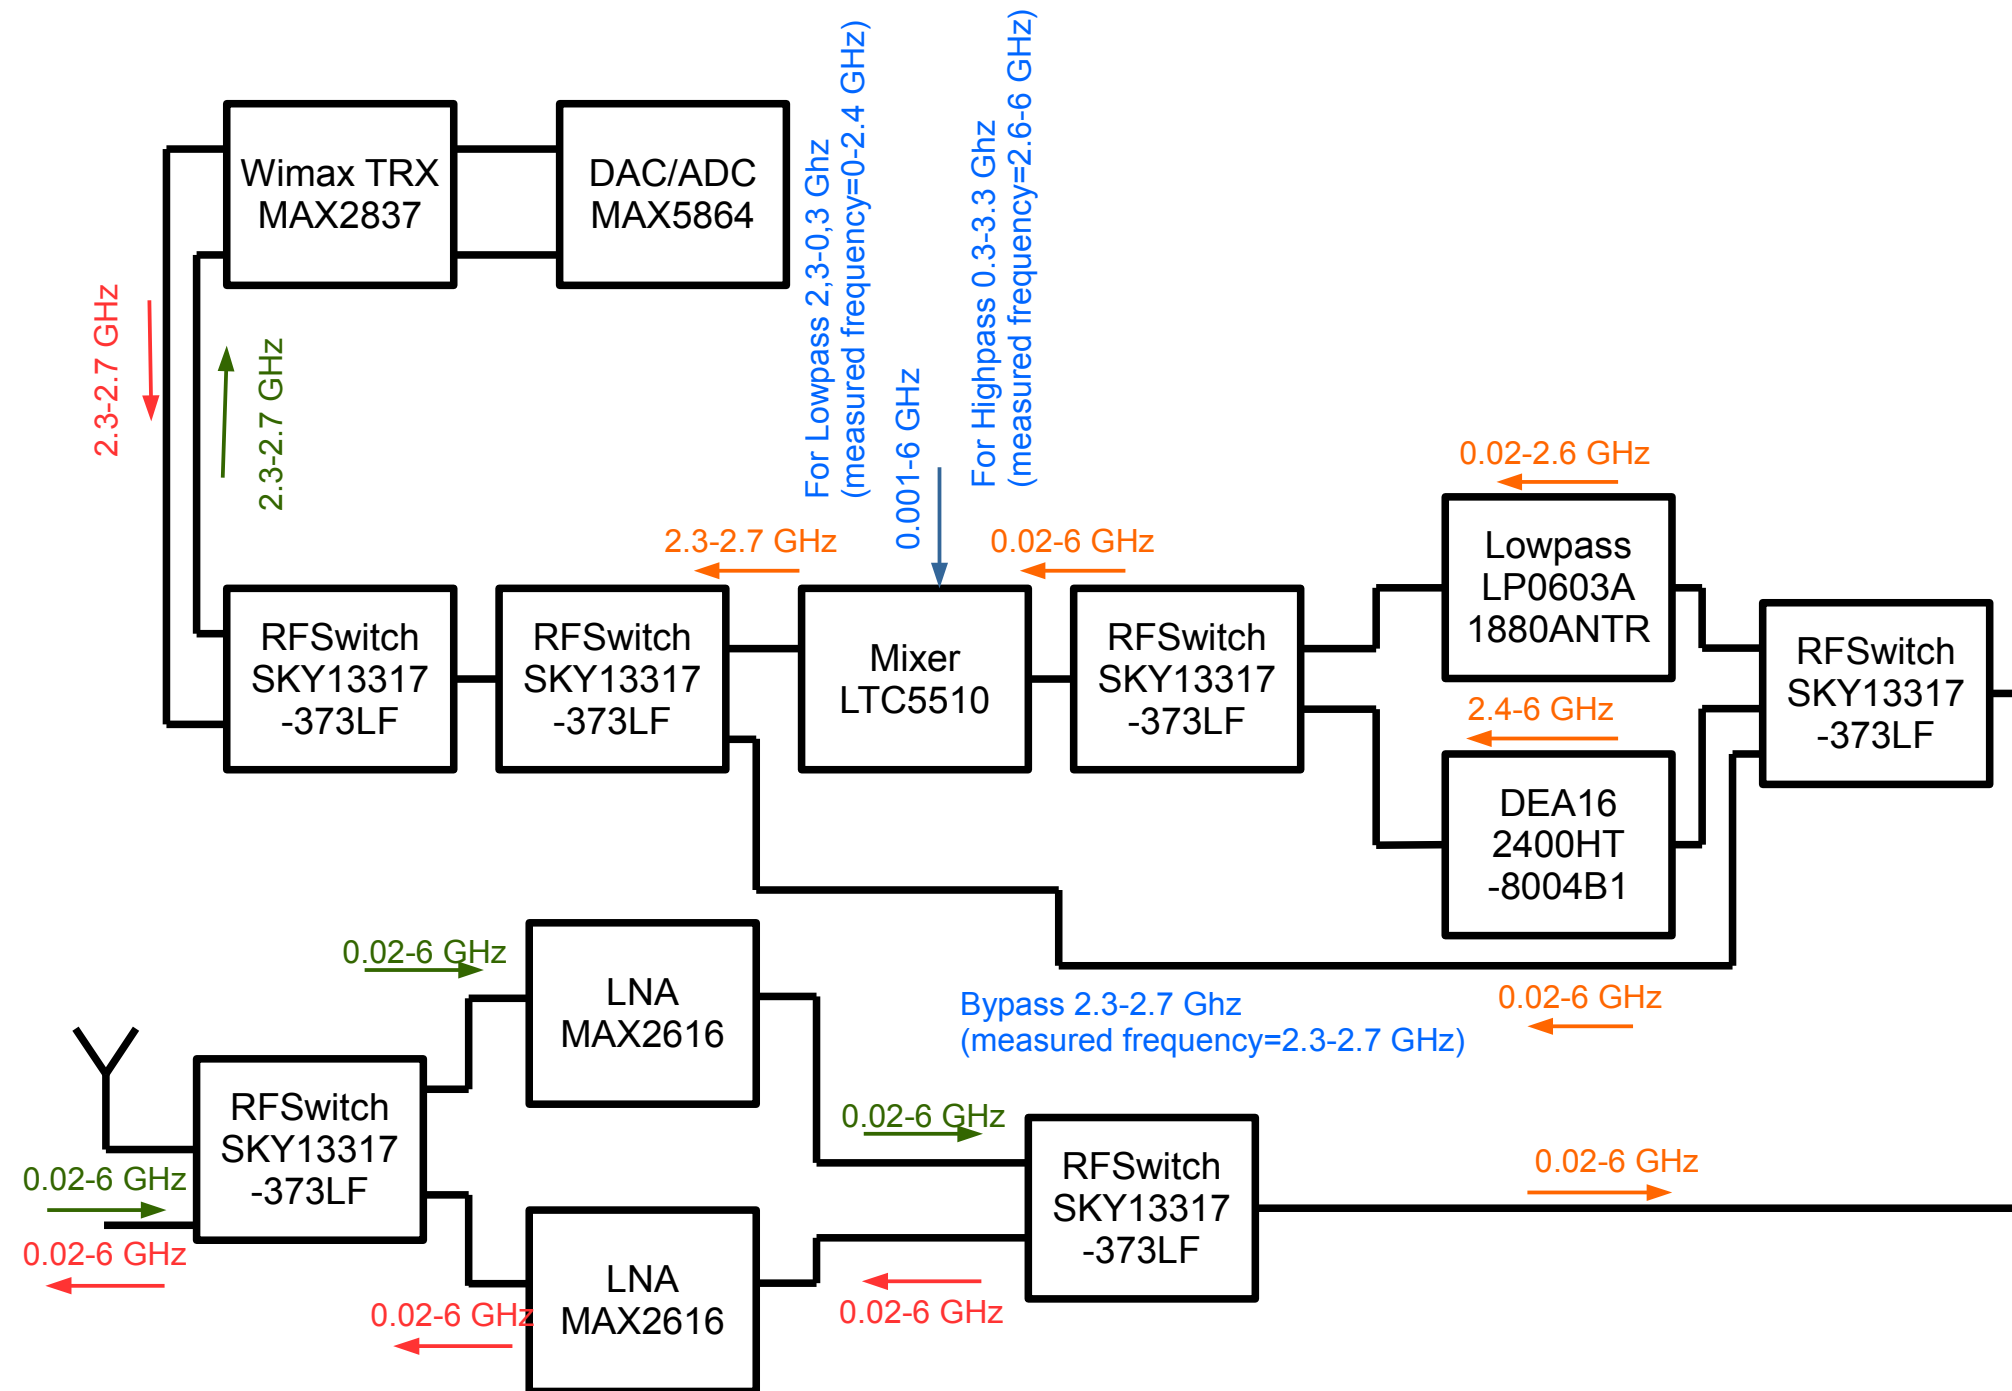 Wimax TRX
MAX2837
DAC/ADC
MAX5864
For Lowpass 2,3-0,3 Ghz
(measured frequency=0-2.4 GHz)
0.001-6 GHz
For Highpass 0.3-3.3 Ghz
(measured frequency=2.6-6 GHz)
2.3-2.7 GHz
2.3-2.7 GHz
2.3-2.7 GHz
0.02-6 GHz
0.02-2.6 GHz
RFSwitch
SKY13317
-373LF
RFSwitch
SKY13317
-373LF
Mixer
LTC5510
RFSwitch
SKY13317
-373LF
Lowpass
LP0603A
1880ANTR
RFSwitch
SKY13317
-373LF
2.4-6 GHz
DEA16
2400HT
-8004B1
0.02-6 GHz
LNA
MAX2616
Bypass 2.3-2.7 Ghz
(measured frequency=2.3-2.7 GHz)
0.02-6 GHz
RFSwitch
SKY13317
-373LF
0.02-6 GHz
0.02-6 GHz
0.02-6 GHz
RFSwitch
SKY13317
-373LF
0.02-6 GHz
LNA
MAX2616
0.02-6 GHz
0.02-6 GHz